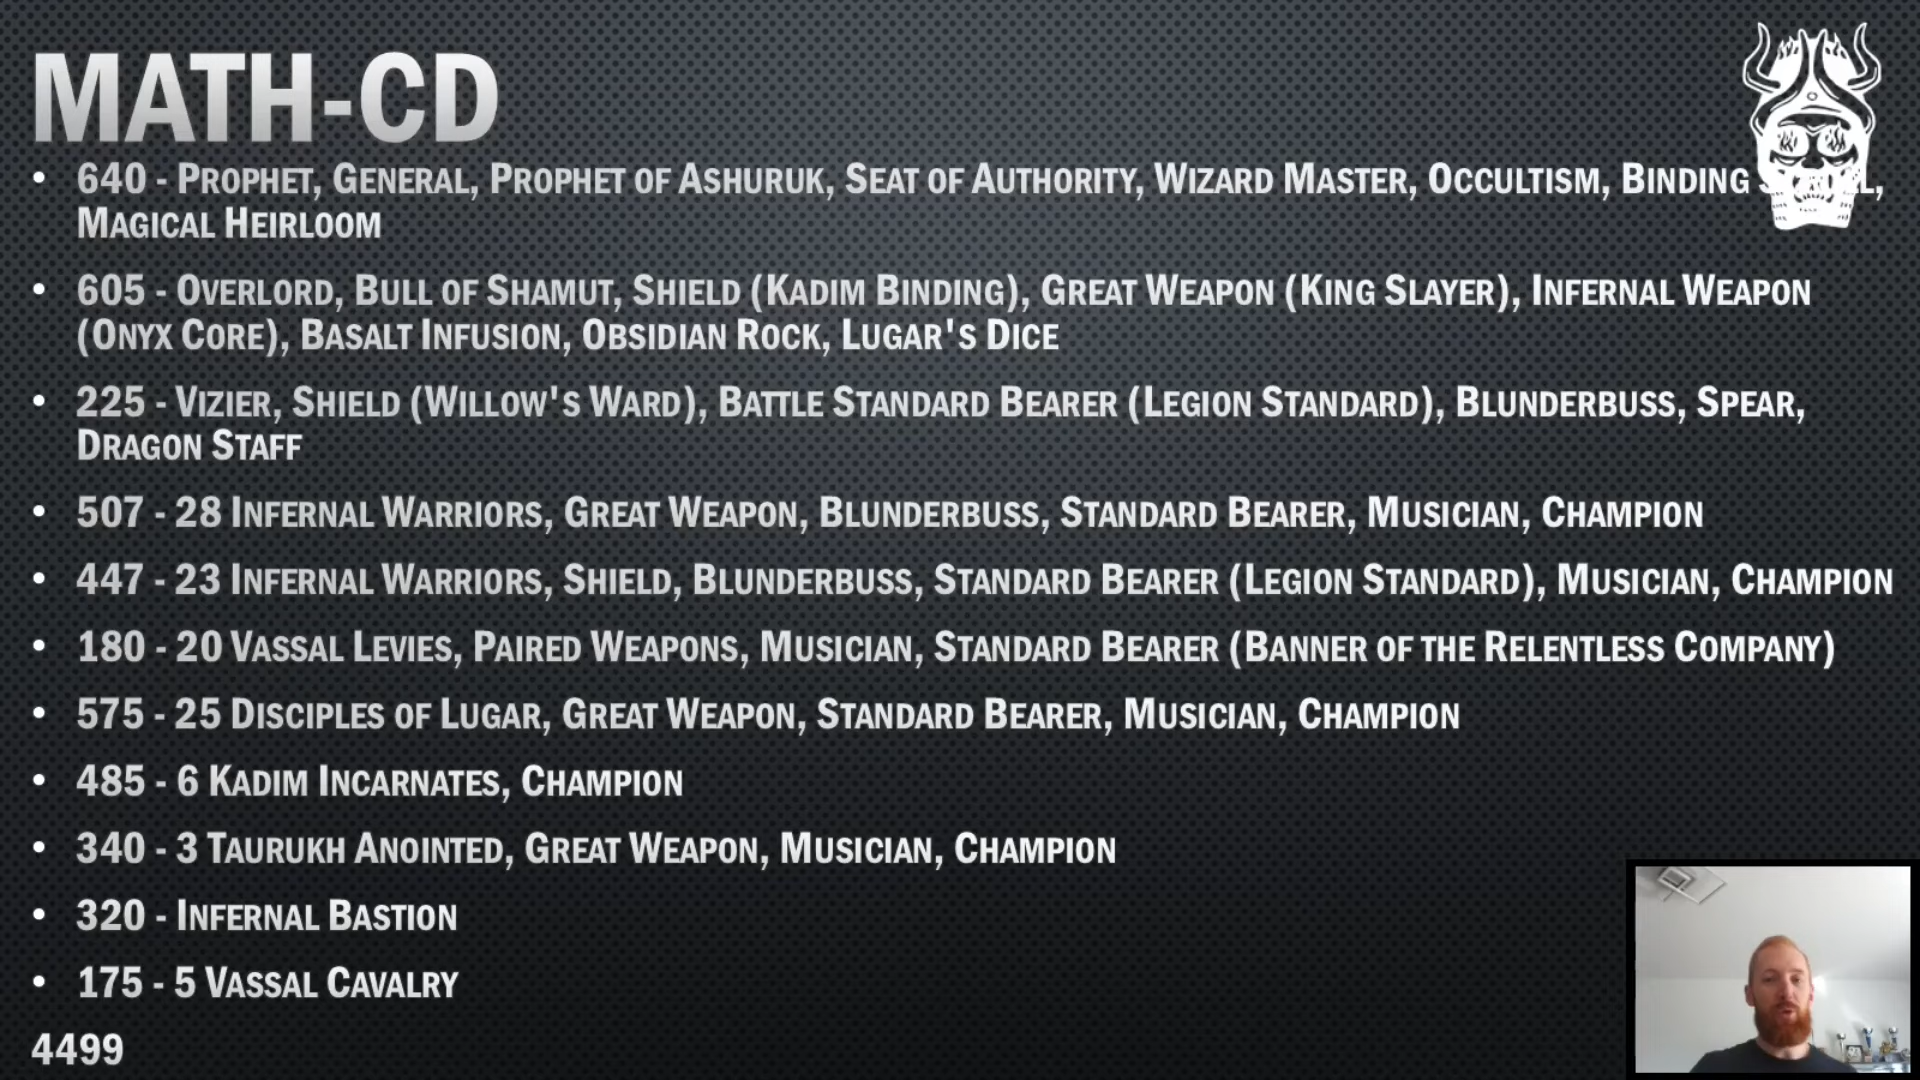 MATH-CD
• 640 - PROPHET, GENERAL, PROPHET OF ASHURUK, SEAT OF AUTHORITY, WIZARD MASTER, OCCULTISM, BINDING
MAGICAL HEIRLOOM
• 605 - OVERLORD, BULL OF SHAMUT, SHIELD (KADIM BINDING), GREAT WEAPON (KING SLAYER), INFERNAL WEAPON
(ONYX CORE), BASALT INFUSION, OBSIDIAN ROCK, LUGAR'S DICE
• 225 - VIZIER, SHIELD (WILLOW'S WARD), BATTLE STANDARD BEARER (LEGION STANDARD), BLUNDERBUSS, SPEAR,
DRAGON STAFF
• 507 - 28 INFERNAL WARRIORS, GREAT WEAPON, BLUNDERBUSS, STANDARD BEARER, MUSICIAN, CHAMPION
• 447 - 23 INFERNAL WARRIORS, SHIELD, BLUNDERBUSS, STANDARD BEARER (LEGION STANDARD), MUSICIAN, CHAMPION
• 180 - 20 VASSAL LEVIES, PAIRED WEAPONS, MUSICIAN, STANDARD BEARER (BANNER OF THE RELENTLESS COMPANY)
• 575 - 25 DISCIPLES OF LUGAR, GREAT WEAPON, STANDARD BEARER, MUSICIAN, CHAMPION
• 485 - 6 KADIM INCARNATES, CHAMPION
• 340 - 3 TAURUKH ANOINTED, GREAT WEAPON, MUSICIAN, CHAMPION
• 320 - INFERNAL BASTION
• 175 - 5 VASSAL CAVALRY
4499